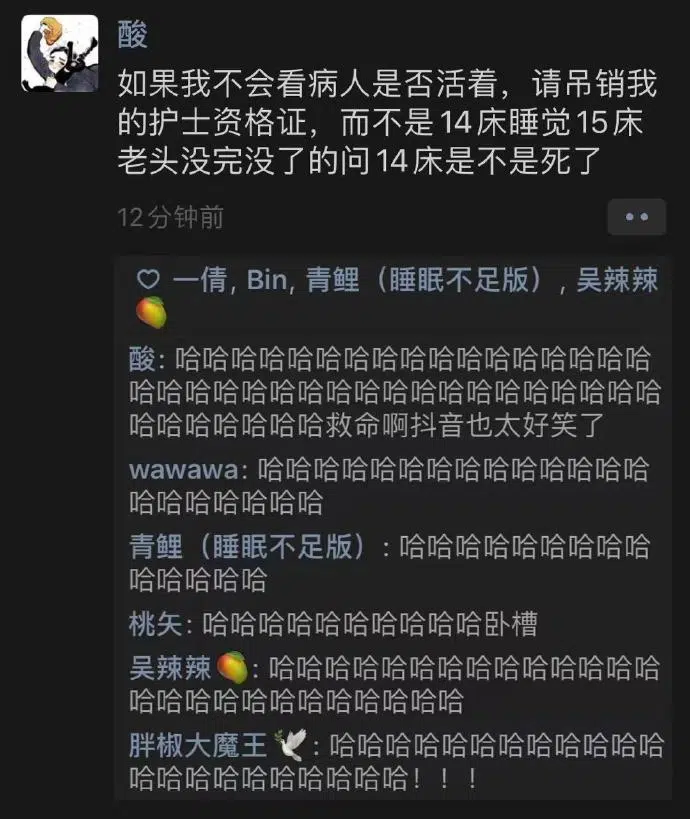 酸
如果我不会看病人是否活着，请吊销我
的护士资格证，而不是14床睡觉15床
老头没完没了的问14床是不是死了
12分钟前
一倩, Bin, 青鲤（睡眠不足版）, 吴辣辣
🥭
酸: 哈哈哈哈哈哈哈哈哈哈哈哈哈哈哈哈哈
哈哈哈哈哈哈哈哈哈哈哈哈哈哈哈哈哈哈哈
哈哈哈哈哈哈哈救命啊抖音也太好笑了
wawawa: 哈哈哈哈哈哈哈哈哈哈哈哈哈哈
哈哈哈哈哈哈哈
青鲤（睡眠不足版）: 哈哈哈哈哈哈哈哈哈
哈哈哈哈哈
桃矢: 哈哈哈哈哈哈哈哈哈哈卧槽
吴辣辣🥭: 哈哈哈哈哈哈哈哈哈哈哈哈哈哈
哈哈哈哈哈哈哈哈哈哈哈哈
胖椒大魔王🕊️: 哈哈哈哈哈哈哈哈哈哈哈哈
哈哈哈哈哈哈哈哈哈哈！！！